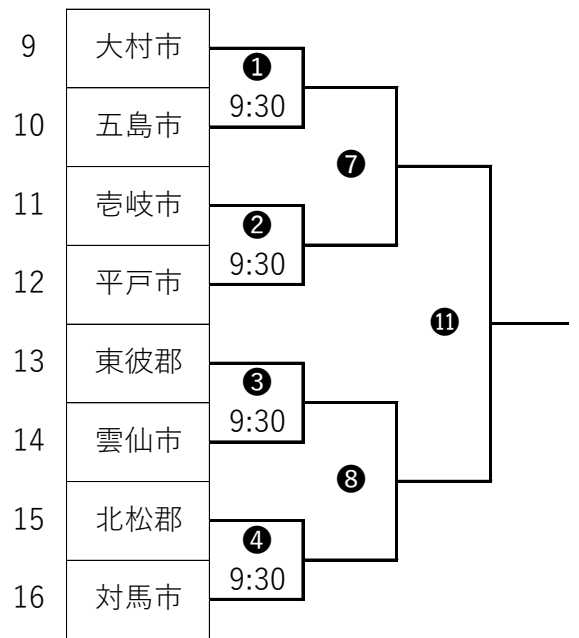 9 大村市
❶
9:30
10 五島市
❼
11 壱岐市
❷
9:30
12 平戸市
⓫
13 東彼郡
❸
9:30
14 雲仙市
❽
15 北松郡
❹
9:30
16 対馬市